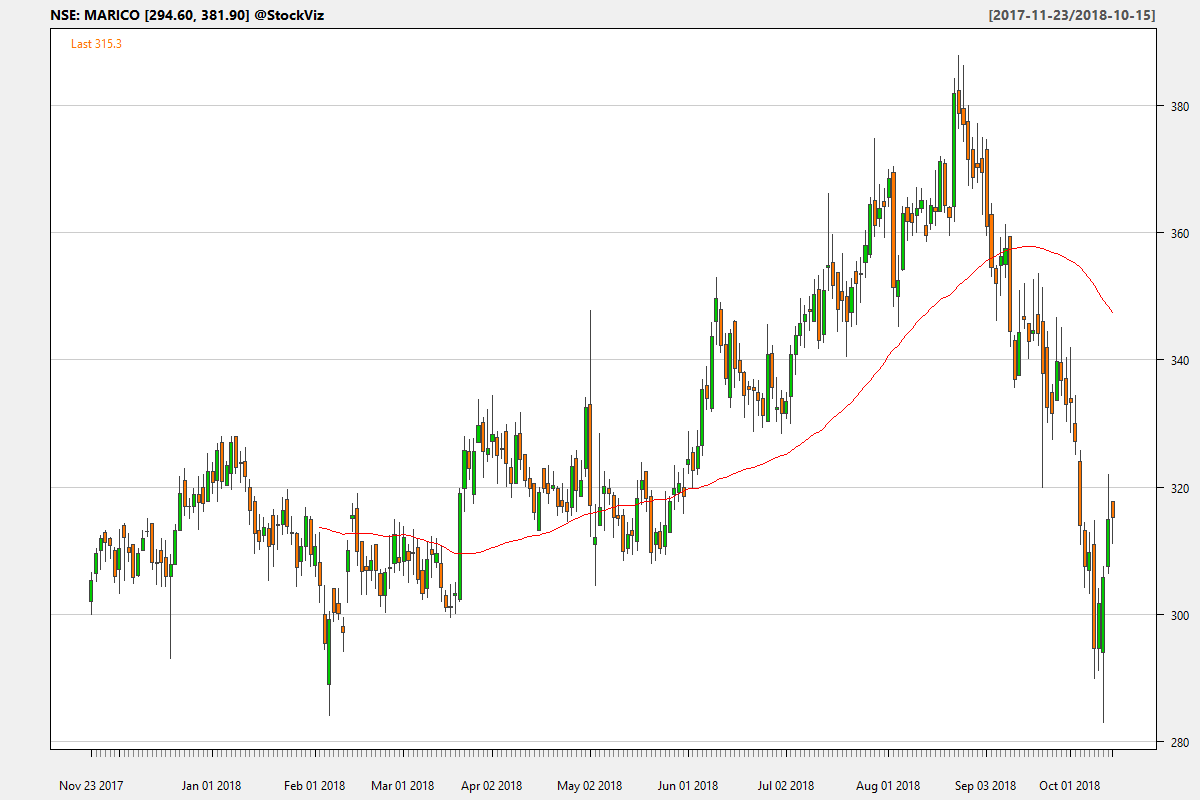 NSE: MARICO [294.60, 381.90] @StockViz
[2017-11-23/2018-10-15]
Last 315.3
380
360
340
320
300
280
Nov 23 2017 Jan 01 2018 Feb 01 2018 Mar 01 2018 Apr 02 2018 May 02 2018 Jun 01 2018 Jul 02 2018 Aug 01 2018 Sep 03 2018 Oct 01 2018